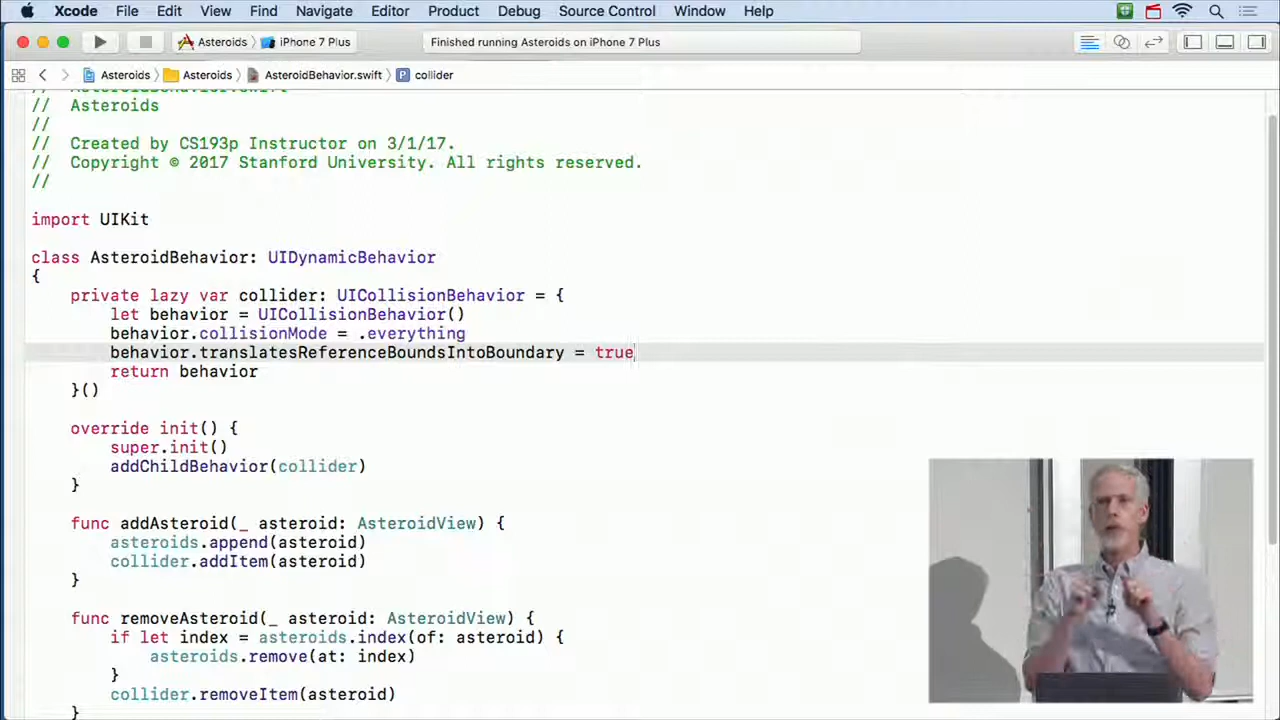 Xcode File Edit View Find Navigate Editor Product Debug Source Control Window Help
Asteroids iPhone 7 Plus Finished running Asteroids on iPhone 7 Plus
Asteroids Asteroids AsteroidBehavior.swift P collider
// AsteroidBehavior.swift
// Asteroids
//
// Created by CS193p Instructor on 3/1/17.
// Copyright © 2017 Stanford University. All rights reserved.
//
import UIKit
class AsteroidBehavior: UIDynamicBehavior
{
private lazy var collider: UICollisionBehavior = {
let behavior = UICollisionBehavior()
behavior.collisionMode = .everything
behavior.translatesReferenceBoundsIntoBoundary = true
return behavior
}()
override init() {
super.init()
addChildBehavior(collider)
}
func addAsteroid(_ asteroid: AsteroidView) {
asteroids.append(asteroid)
collider.addItem(asteroid)
}
func removeAsteroid(_ asteroid: AsteroidView) {
if let index = asteroids.index(of: asteroid) {
asteroids.remove(at: index)
}
collider.removeItem(asteroid)
}